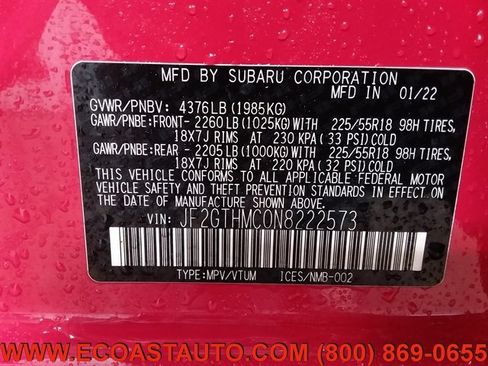 MFD BY SUBARU CORPORATION
MFD IN 01/22
GVWR/PNBV: 4376LB(1985KG)
GAWR/PNBE:FRONT- 2260LB(1025KG)WITH 225/55R18 98H TIRES,
18X7J RIMS AT 230 KPA(33 PSI)COLD
GAWR/PNBE:REAR - 2205LB(1000KG)WITH 225/55R18 98H TIRES,
18X7J RIMS AT 220 KPA(32 PSI)COLD
THIS VEHICLE CONFORMS TO ALL APPLICABLE FEDERAL MOTOR
VEHICLE SAFETY AND THEFT PREVENTION STANDARDS IN EFFECT
ON THE DATE OF MANUFACTURE SHOWN ABOVE.
VIN: JF2GTHMC0N8222573
TYPE:MPV/VTUM ICES/NMB-002
WWW.ECOASTAUTO.COM (800) 869-0655